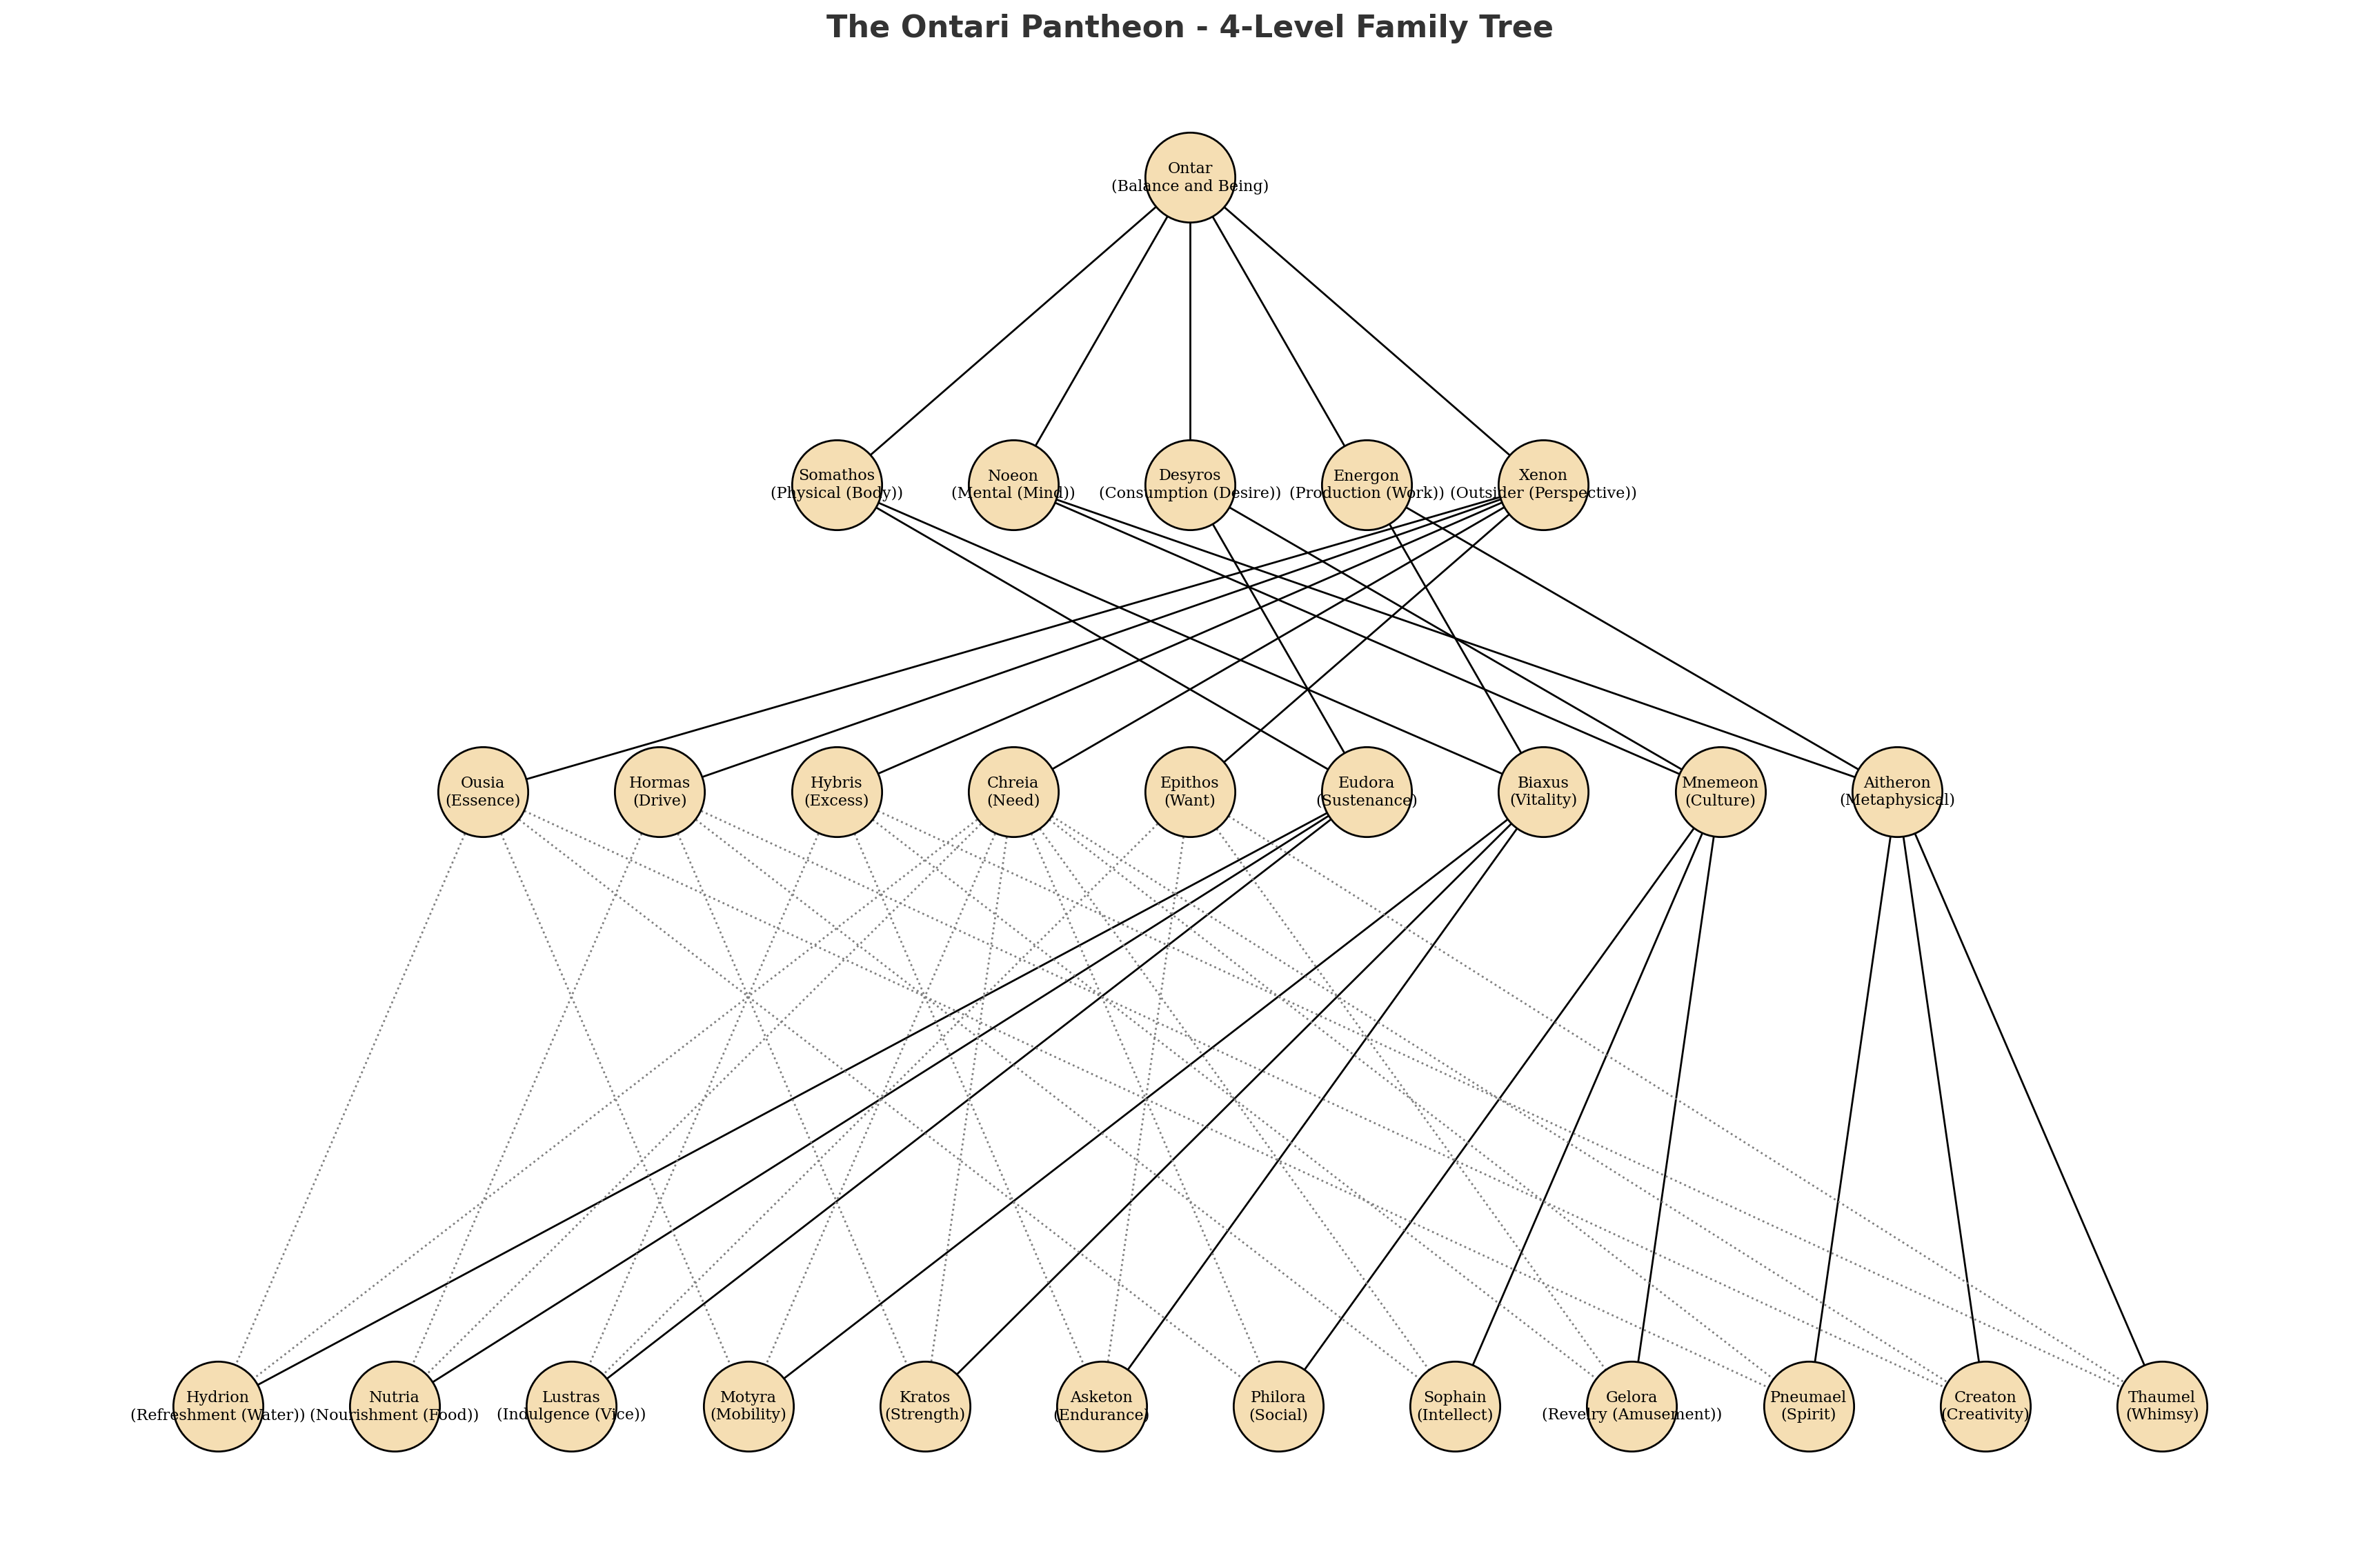 The Ontari Pantheon - 4-Level Family Tree
Ontar
(Balance and Being)
Somathos
(Physical (Body))
Noeon
(Mental (Mind))
Desyros
(Consumption (Desire))
Energon
(Production (Work))
Xenon
(Outsider (Perspective))
Ousia
(Essence)
Hormas
(Drive)
Hybris
(Excess)
Chreia
(Need)
Epithos
(Want)
Eudora
(Sustenance)
Biaxus
(Vitality)
Mnemeon
(Culture)
Aitheron
(Metaphysical)
Hydrion
(Refreshment (Water))
Nutria
(Nourishment (Food))
Lustras
(Indulgence (Vice))
Motyra
(Mobility)
Kratos
(Strength)
Asketon
(Endurance)
Philora
(Social)
Sophain
(Intellect)
Gelora
(Revelry (Amusement))
Pneumael
(Spirit)
Creaton
(Creativity)
Thaumel
(Whimsy)